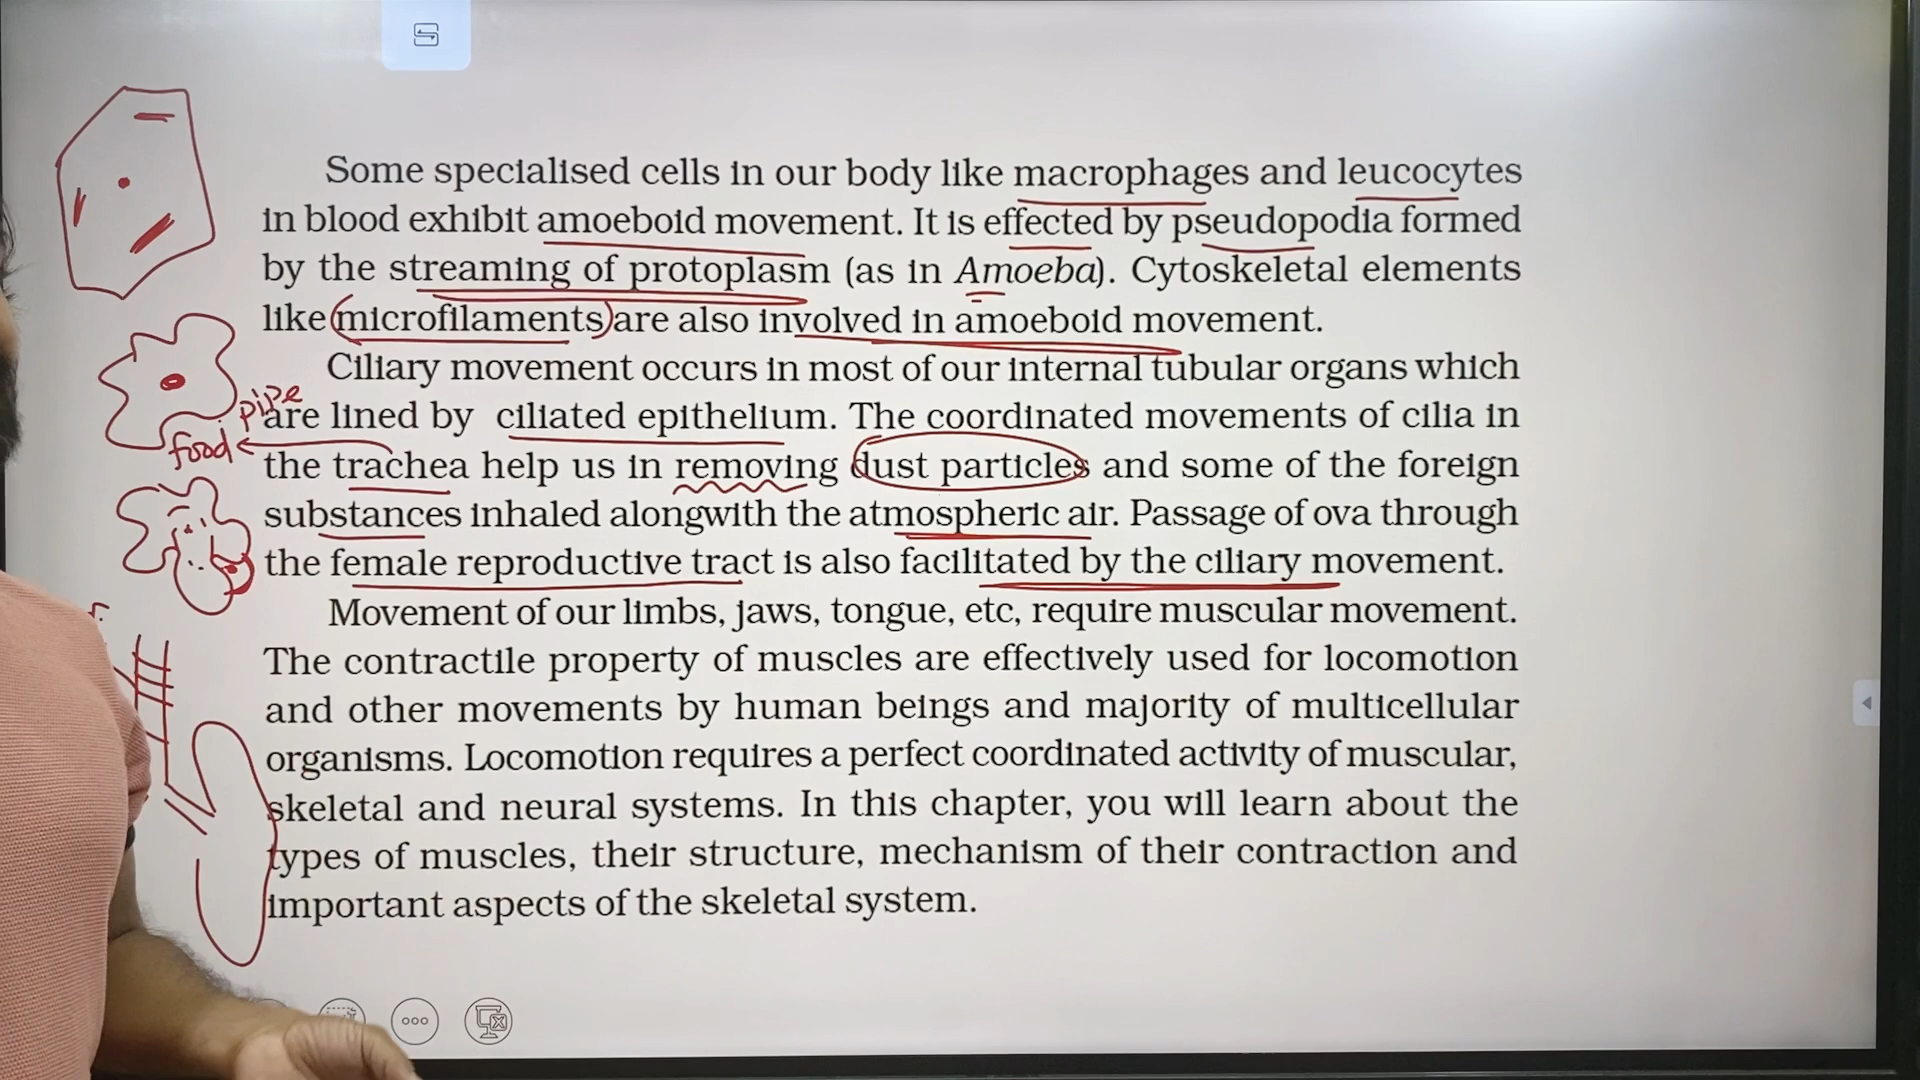 Some specialised cells in our body like macrophages and leucocytes
in blood exhibit amoeboid movement. It is effected by pseudopodia formed
by the streaming of protoplasm (as in Amoeba). Cytoskeletal elements
like microfilaments are also involved in amoeboid movement.
Ciliary movement occurs in most of our internal tubular organs which
pipe
are lined by ciliated epithelium. The coordinated movements of cilia in
food
the trachea help us in removing dust particles and some of the foreign
substances inhaled alongwith the atmospheric air. Passage of ova through
the female reproductive tract is also facilitated by the ciliary movement.
Movement of our limbs, jaws, tongue, etc, require muscular movement.
The contractile property of muscles are effectively used for locomotion
and other movements by human beings and majority of multicellular
organisms. Locomotion requires a perfect coordinated activity of muscular,
skeletal and neural systems. In this chapter, you will learn about the
types of muscles, their structure, mechanism of their contraction and
important aspects of the skeletal system.